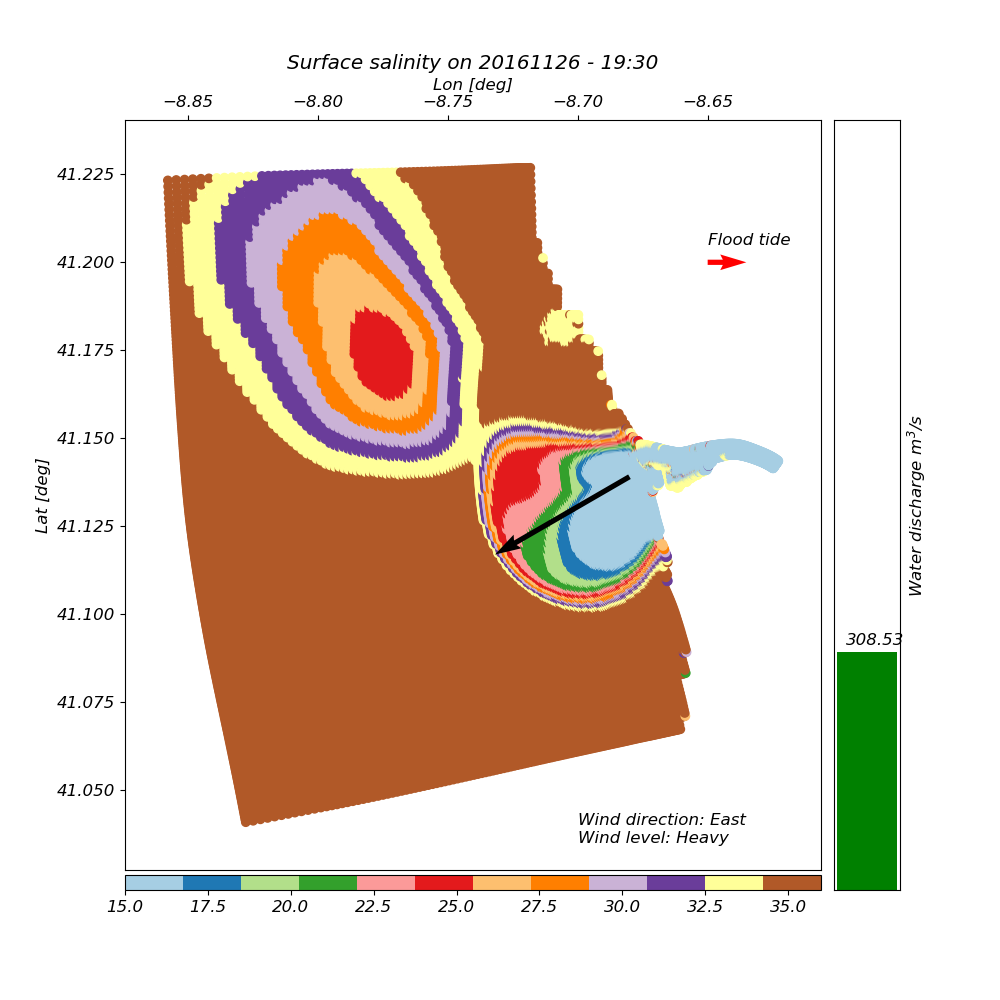 Surface salinity on 20161126 - 19:30
Lon [deg]
−8.85 −8.80 −8.75 −8.70 −8.65
41.225
41.200
41.175
41.150
41.125
41.100
41.075
41.050
Lat [deg]
Flood tide
Wind direction: East
Wind level: Heavy
308.53
Water discharge m³/s
15.0 17.5 20.0 22.5 25.0 27.5 30.0 32.5 35.0